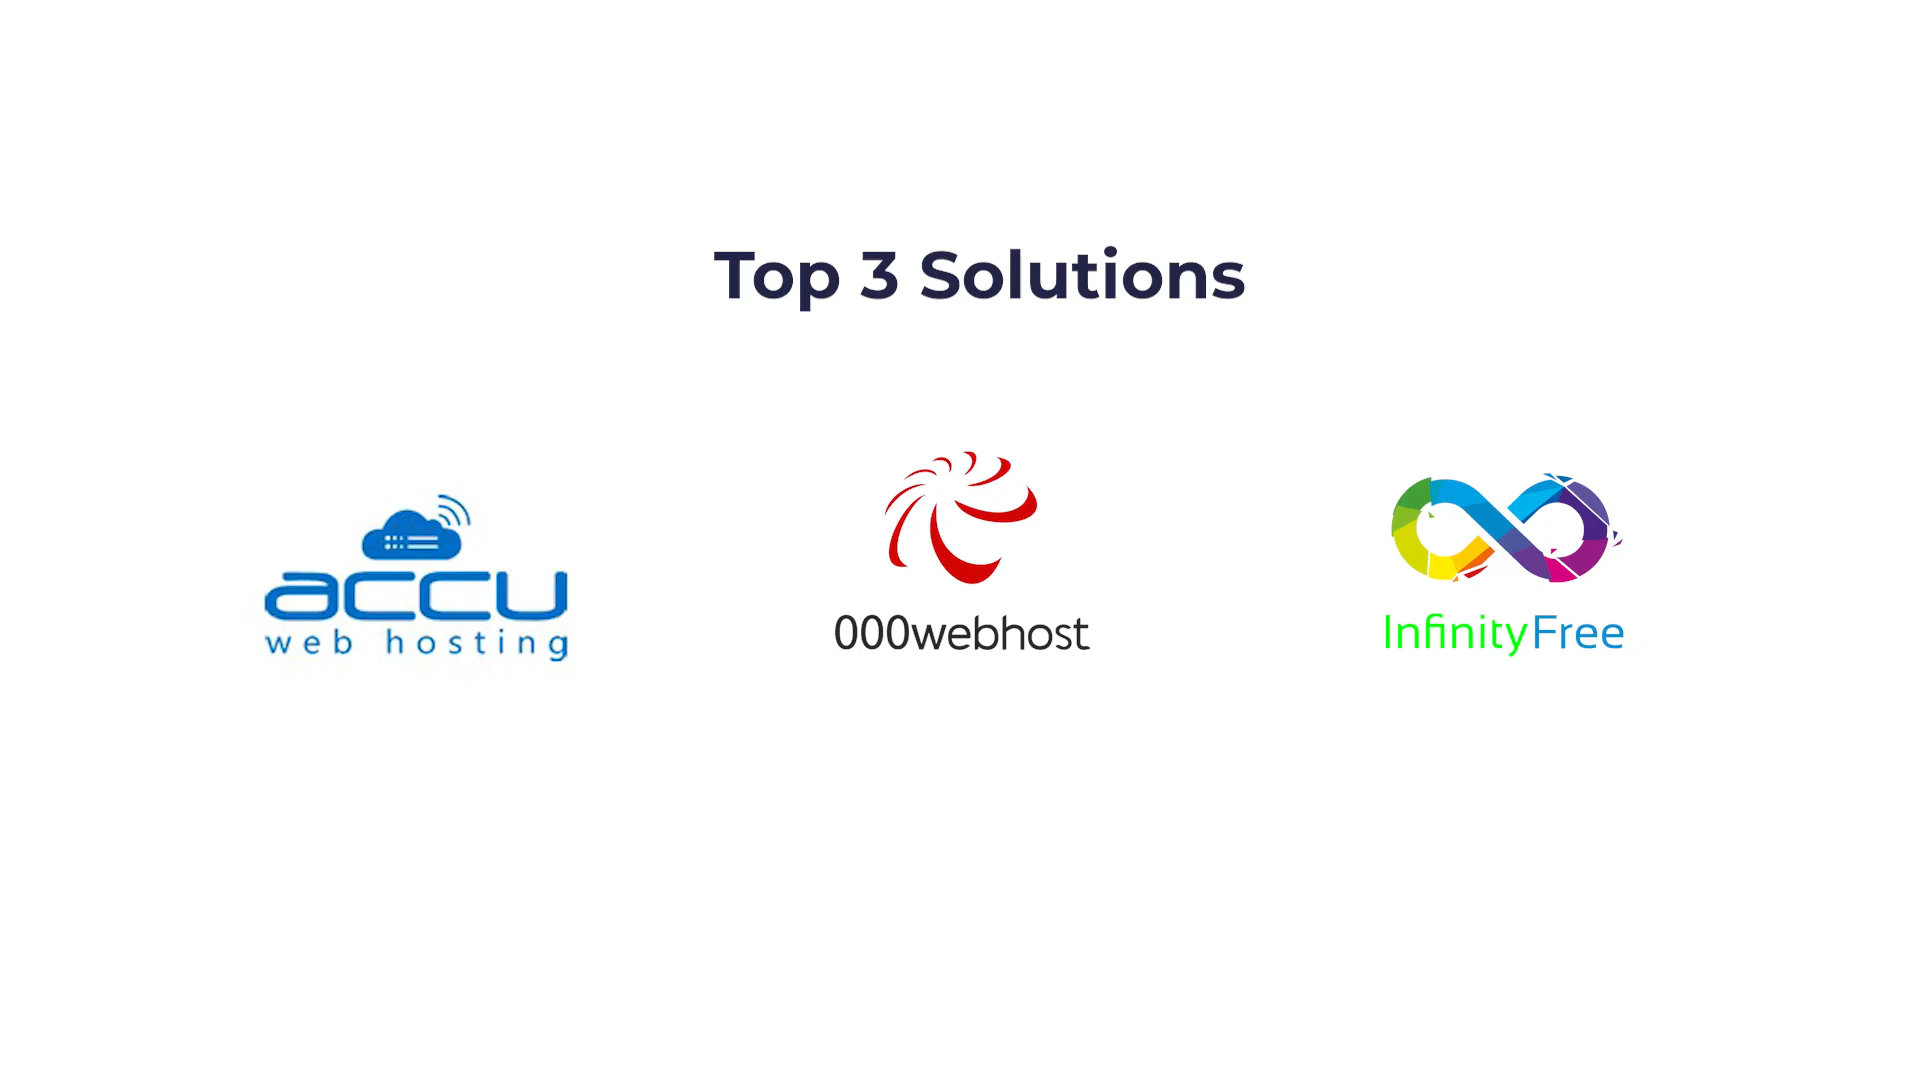 Top 3 Solutions
accu
web hosting
000webhost
InfinityFree